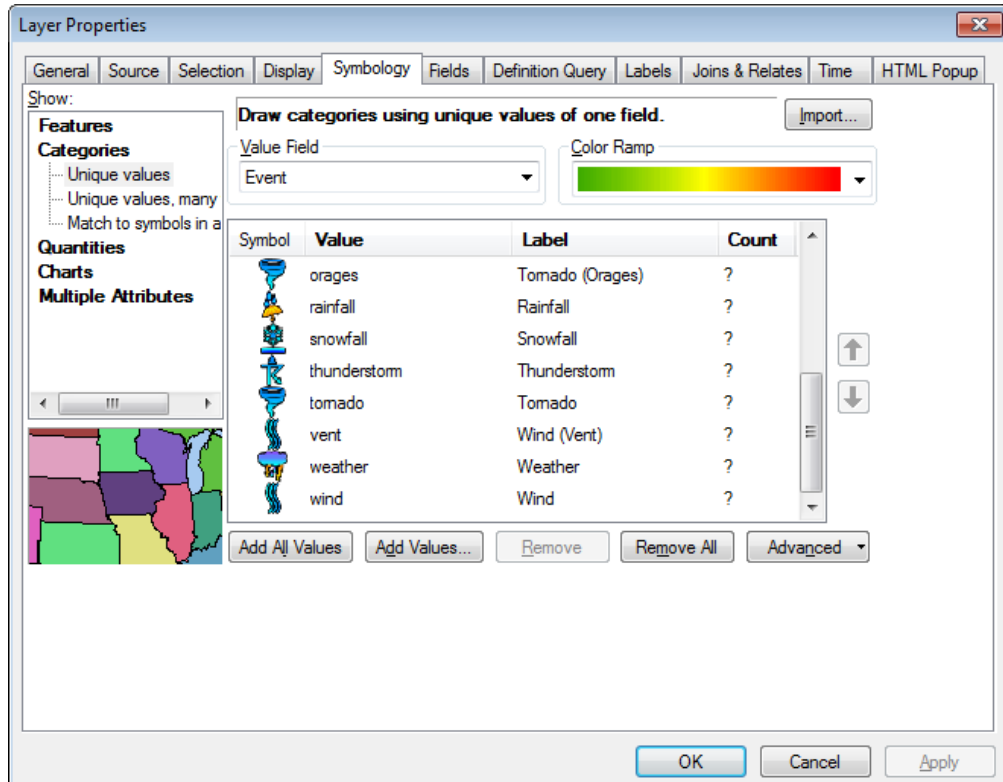 Layer Properties
General Source Selection Display Symbology Fields Definition Query Labels Joins & Relates Time HTML Popup
Show:
Features
Categories
Unique values
Unique values, many
Match to symbols in a
Quantities
Charts
Multiple Attributes
Draw categories using unique values of one field.
Import...
Value Field
Event
Color Ramp
Symbol Value Label Count
orages Tornado (Orages) ?
rainfall Rainfall ?
snowfall Snowfall ?
thunderstorm Thunderstorm ?
tornado Tornado ?
vent Wind (Vent) ?
weather Weather ?
wind Wind ?
Add All Values Add Values... Remove Remove All Advanced
OK Cancel Apply